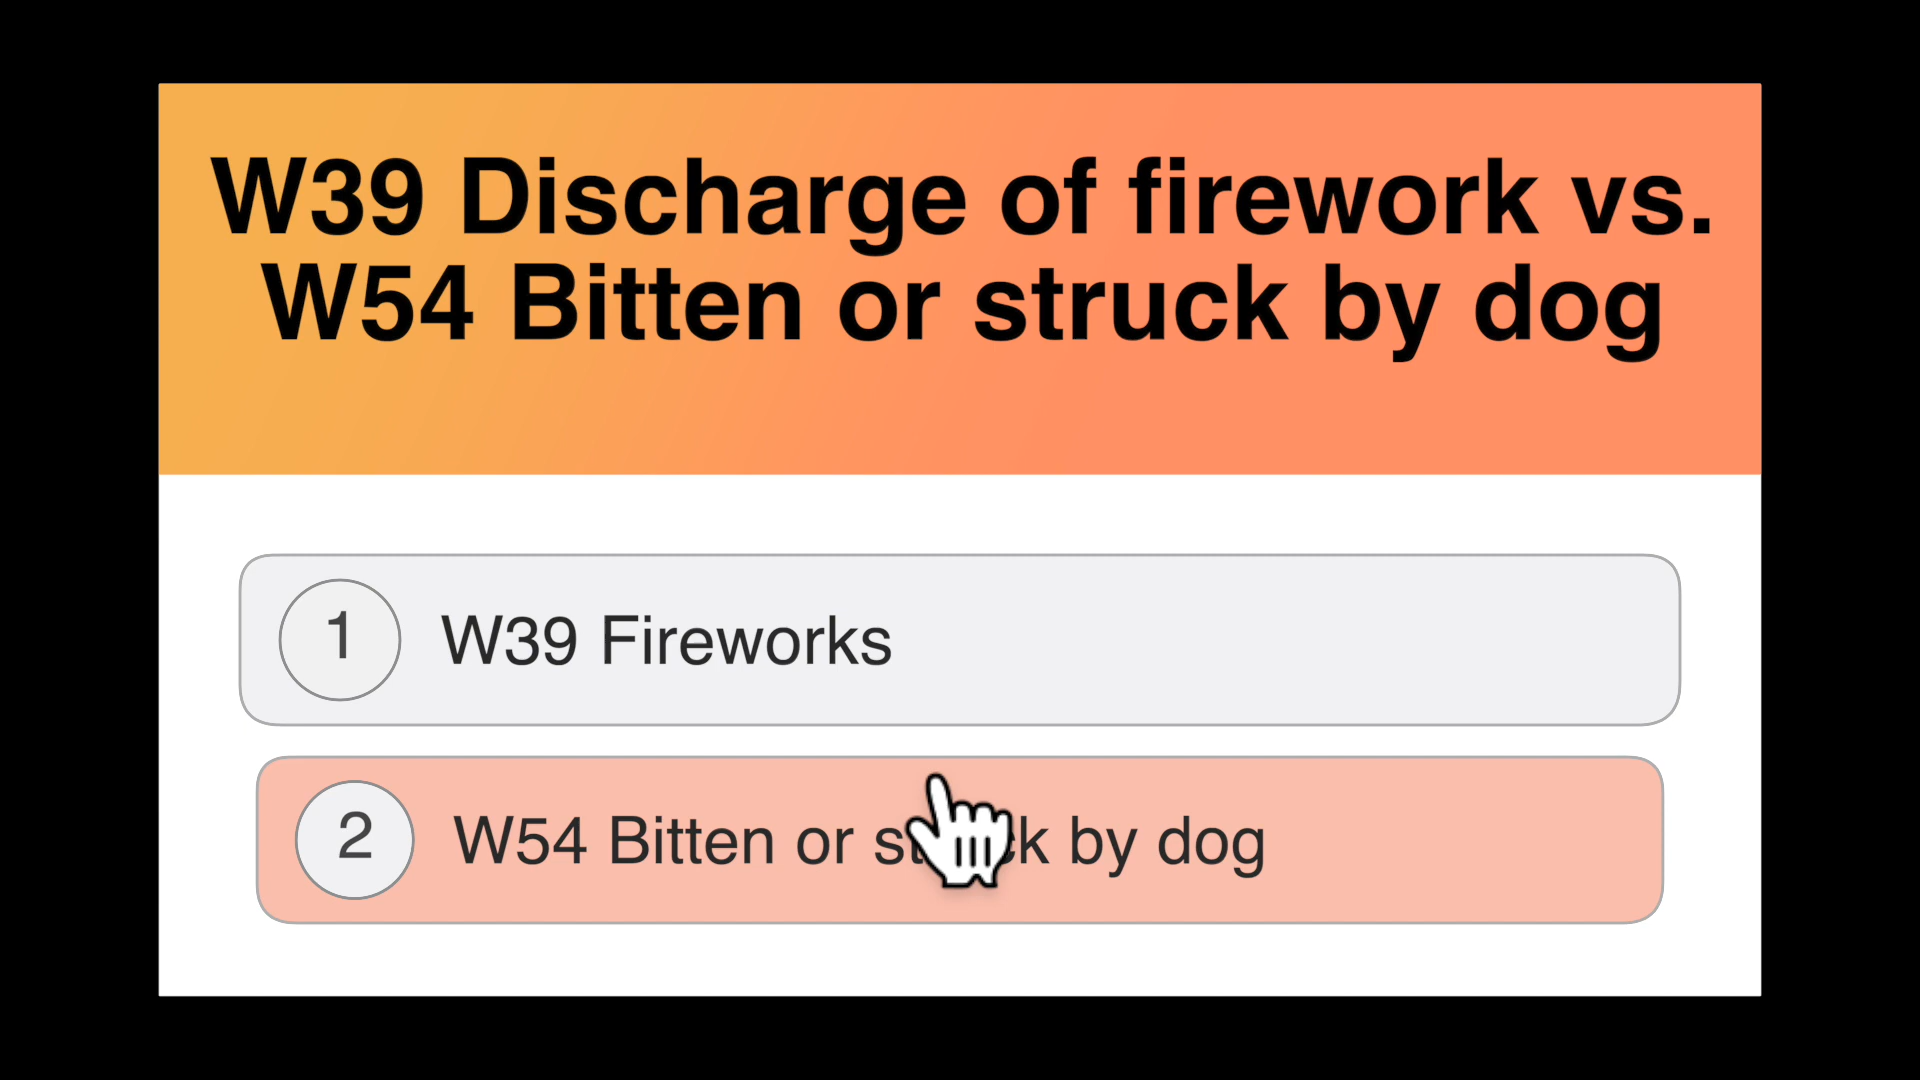 W39 Discharge of firework vs.
W54 Bitten or struck by dog
1 W39 Fireworks
2 W54 Bitten or struck by dog